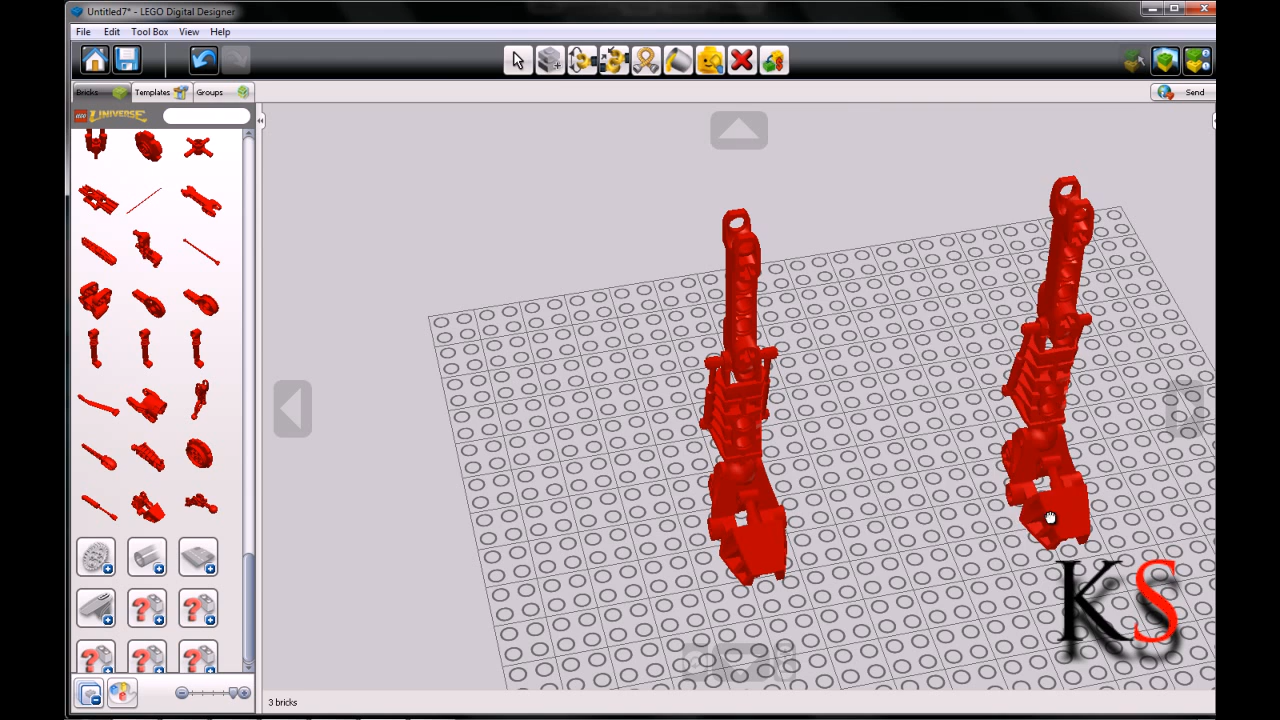 Untitled7* - LEGO Digital Designer
File Edit Tool Box View Help
Bricks Templates Groups
Send
LEGO UNIVERSE
3 bricks
KS